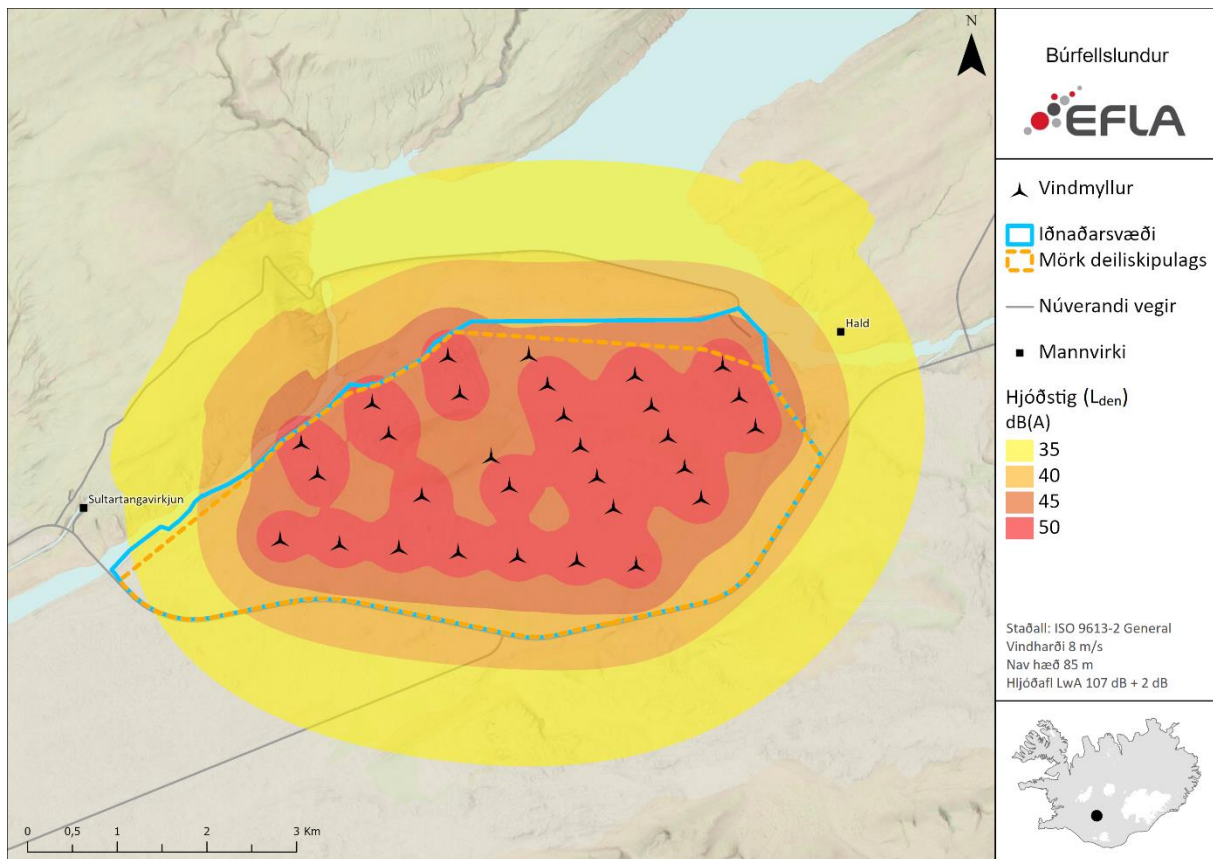 N
Hald
Sultartangavirkjun
0 0,5 1 2 3 Km
Búrfellslundur
EFLA
Vindmyllur
Iðnaðarsvæði
Mörk deiliskipulags
Núverandi vegir
Mannvirki
Hjóðstig (Lden)
dB(A)
35
40
45
50
Staðall: ISO 9613-2 General
Vindharði 8 m/s
Nav hæð 85 m
Hljóðafl LwA 107 dB + 2 dB